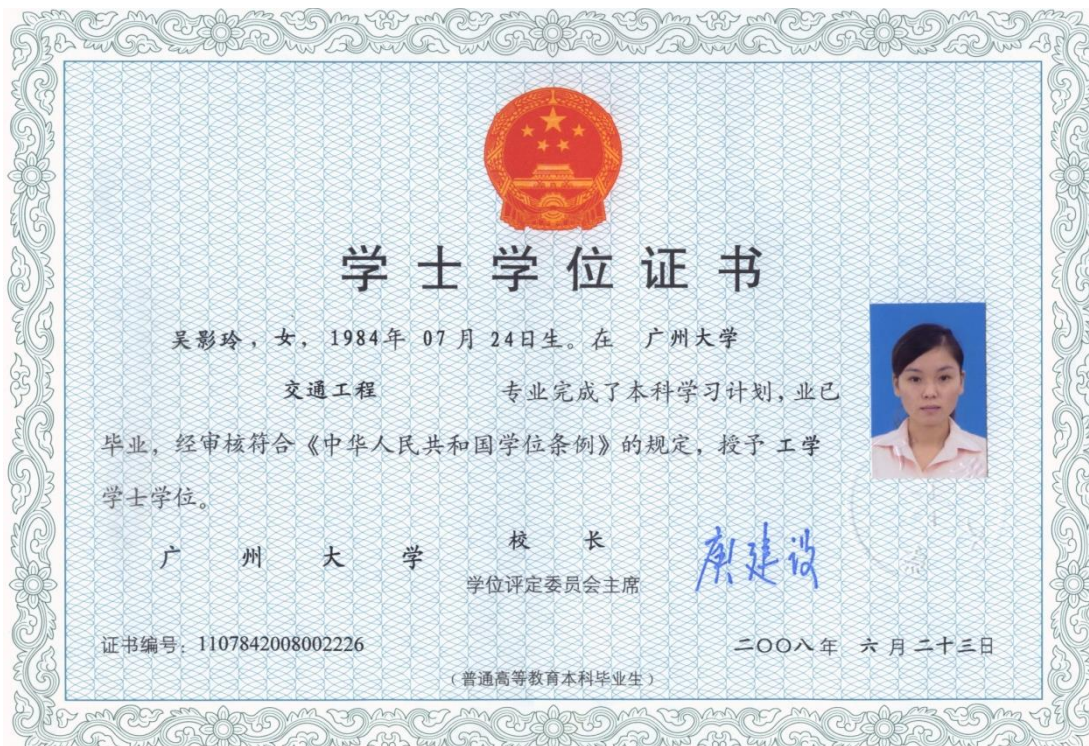 学士学位证书
吴影玲，女，1984年 07 月 24日生。在 广州大学
交通工程 专业完成了本科学习计划，业已
毕业，经审核符合《中华人民共和国学位条例》的规定，授予 工学
学士学位。
广 州 大 学 校 长 庾建设
学位评定委员会主席
证书编号：1107842008002226 二〇〇八年 六月二十三日
（普通高等教育本科毕业生）